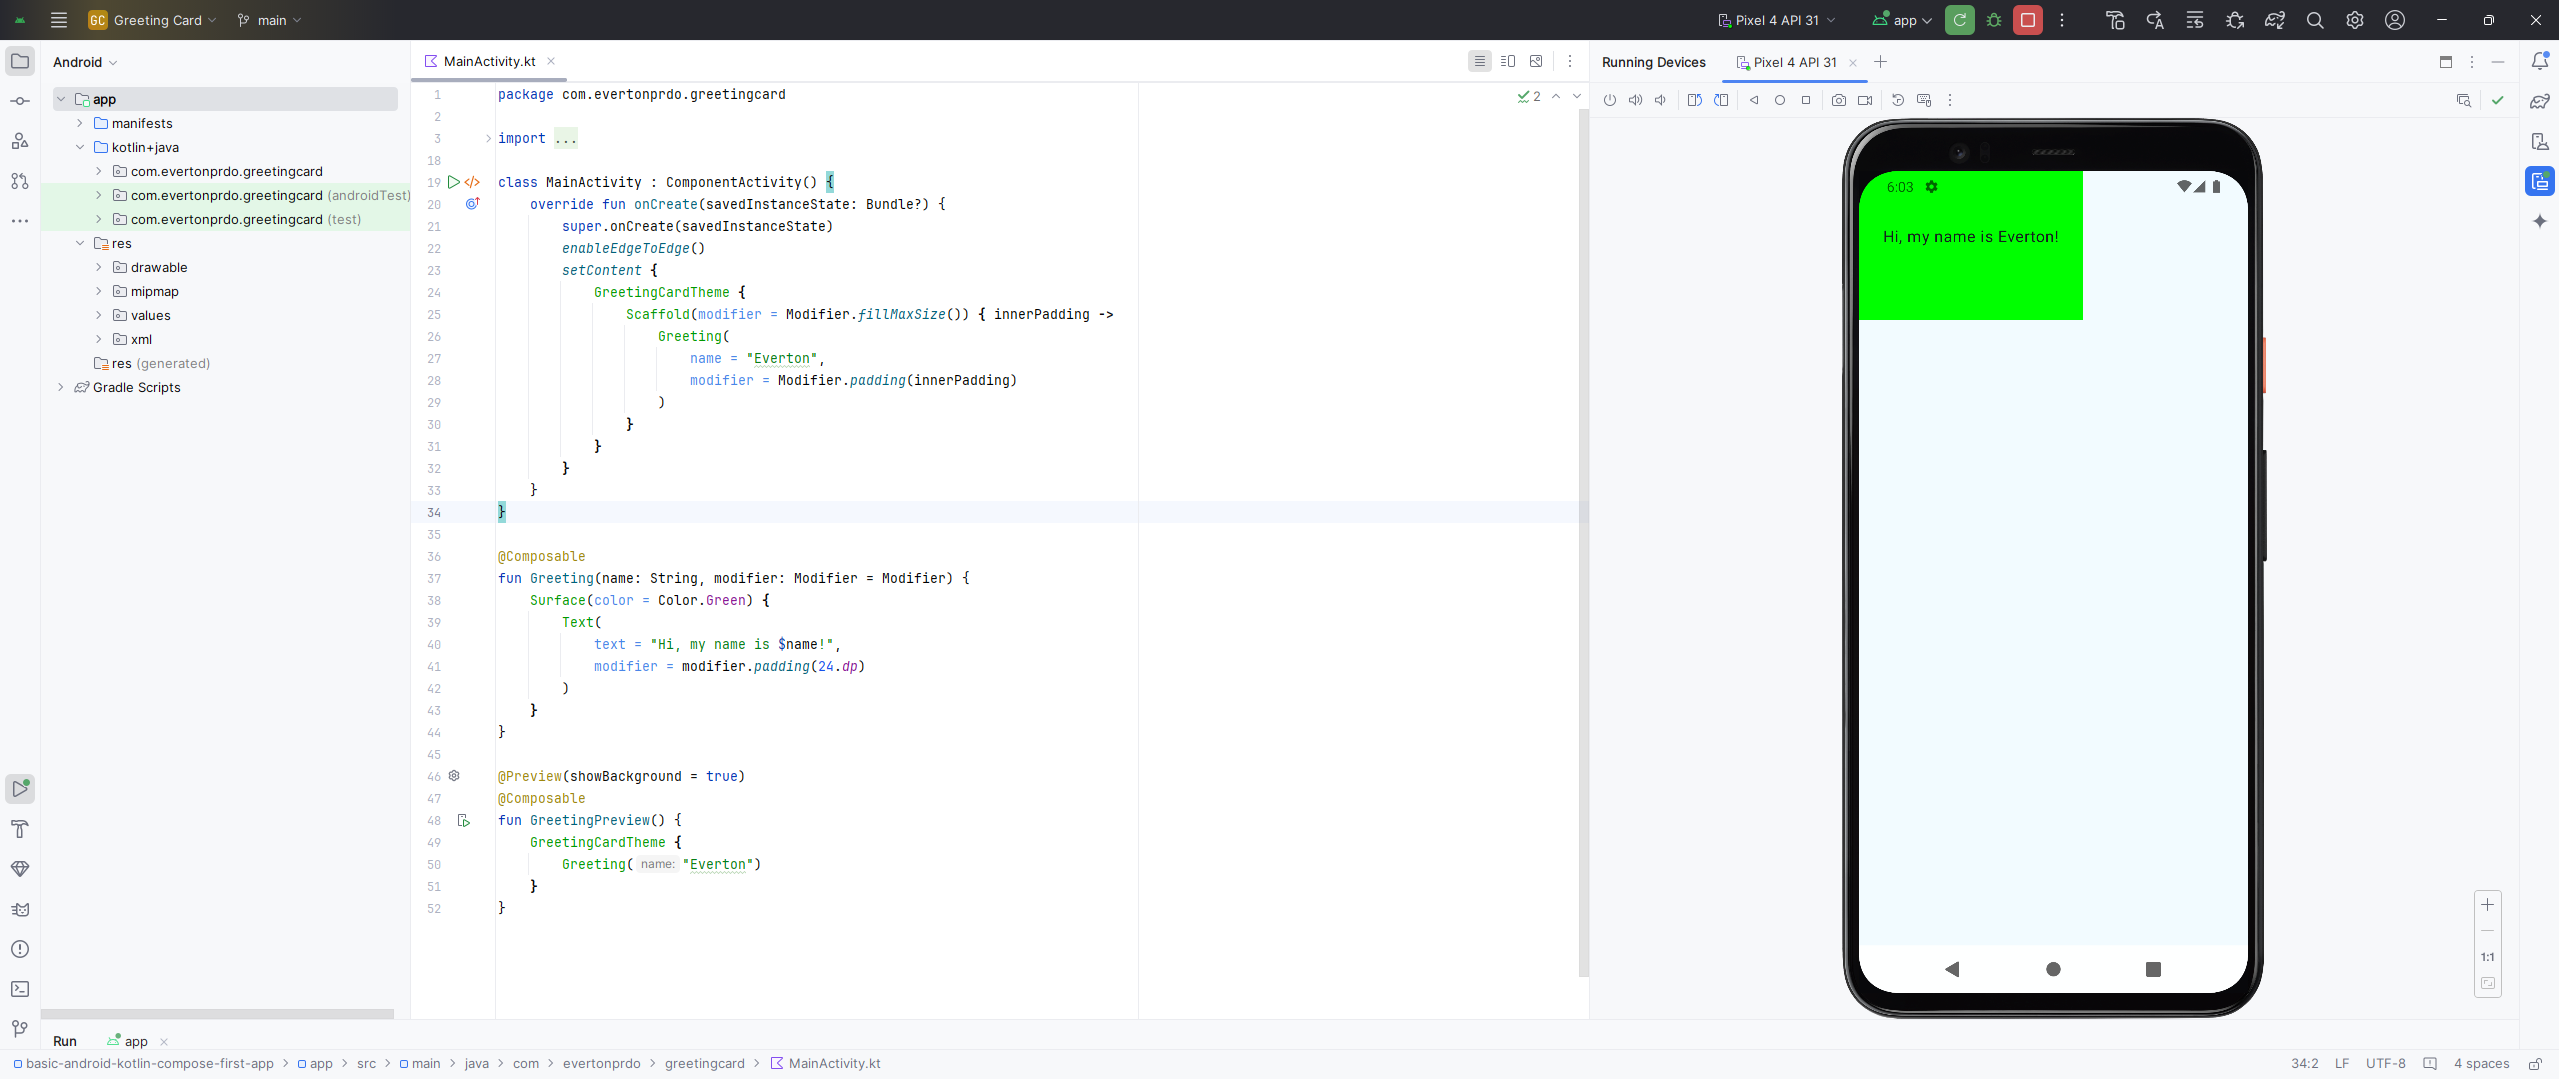 GC Greeting Card main Pixel 4 API 31 app
Android
app
manifests
kotlin+java
com.evertonprdo.greetingcard
com.evertonprdo.greetingcard (androidTest)
com.evertonprdo.greetingcard (test)
res
drawable
mipmap
values
xml
res (generated)
Gradle Scripts
MainActivity.kt
2
1 package com.evertonprdo.greetingcard
2
3 import ...
18
19 class MainActivity : ComponentActivity() {
20 override fun onCreate(savedInstanceState: Bundle?) {
21 super.onCreate(savedInstanceState)
22 enableEdgeToEdge()
23 setContent {
24 GreetingCardTheme {
25 Scaffold(modifier = Modifier.fillMaxSize()) { innerPadding ->
26 Greeting(
27 name = "Everton",
28 modifier = Modifier.padding(innerPadding)
29 )
30 }
31 }
32 }
33 }
34 }
35
36 @Composable
37 fun Greeting(name: String, modifier: Modifier = Modifier) {
38 Surface(color = Color.Green) {
39 Text(
40 text = "Hi, my name is $name!",
41 modifier = modifier.padding(24.dp)
42 )
43 }
44 }
45
46 @Preview(showBackground = true)
47 @Composable
48 fun GreetingPreview() {
49 GreetingCardTheme {
50 Greeting( name: "Everton")
51 }
52 }
Running Devices Pixel 4 API 31
6:03
Hi, my name is Everton!
1:1
Run app
basic-android-kotlin-compose-first-app > app > src > main > java > com > evertonprdo > greetingcard > MainActivity.kt 34:2 LF UTF-8 4 spaces